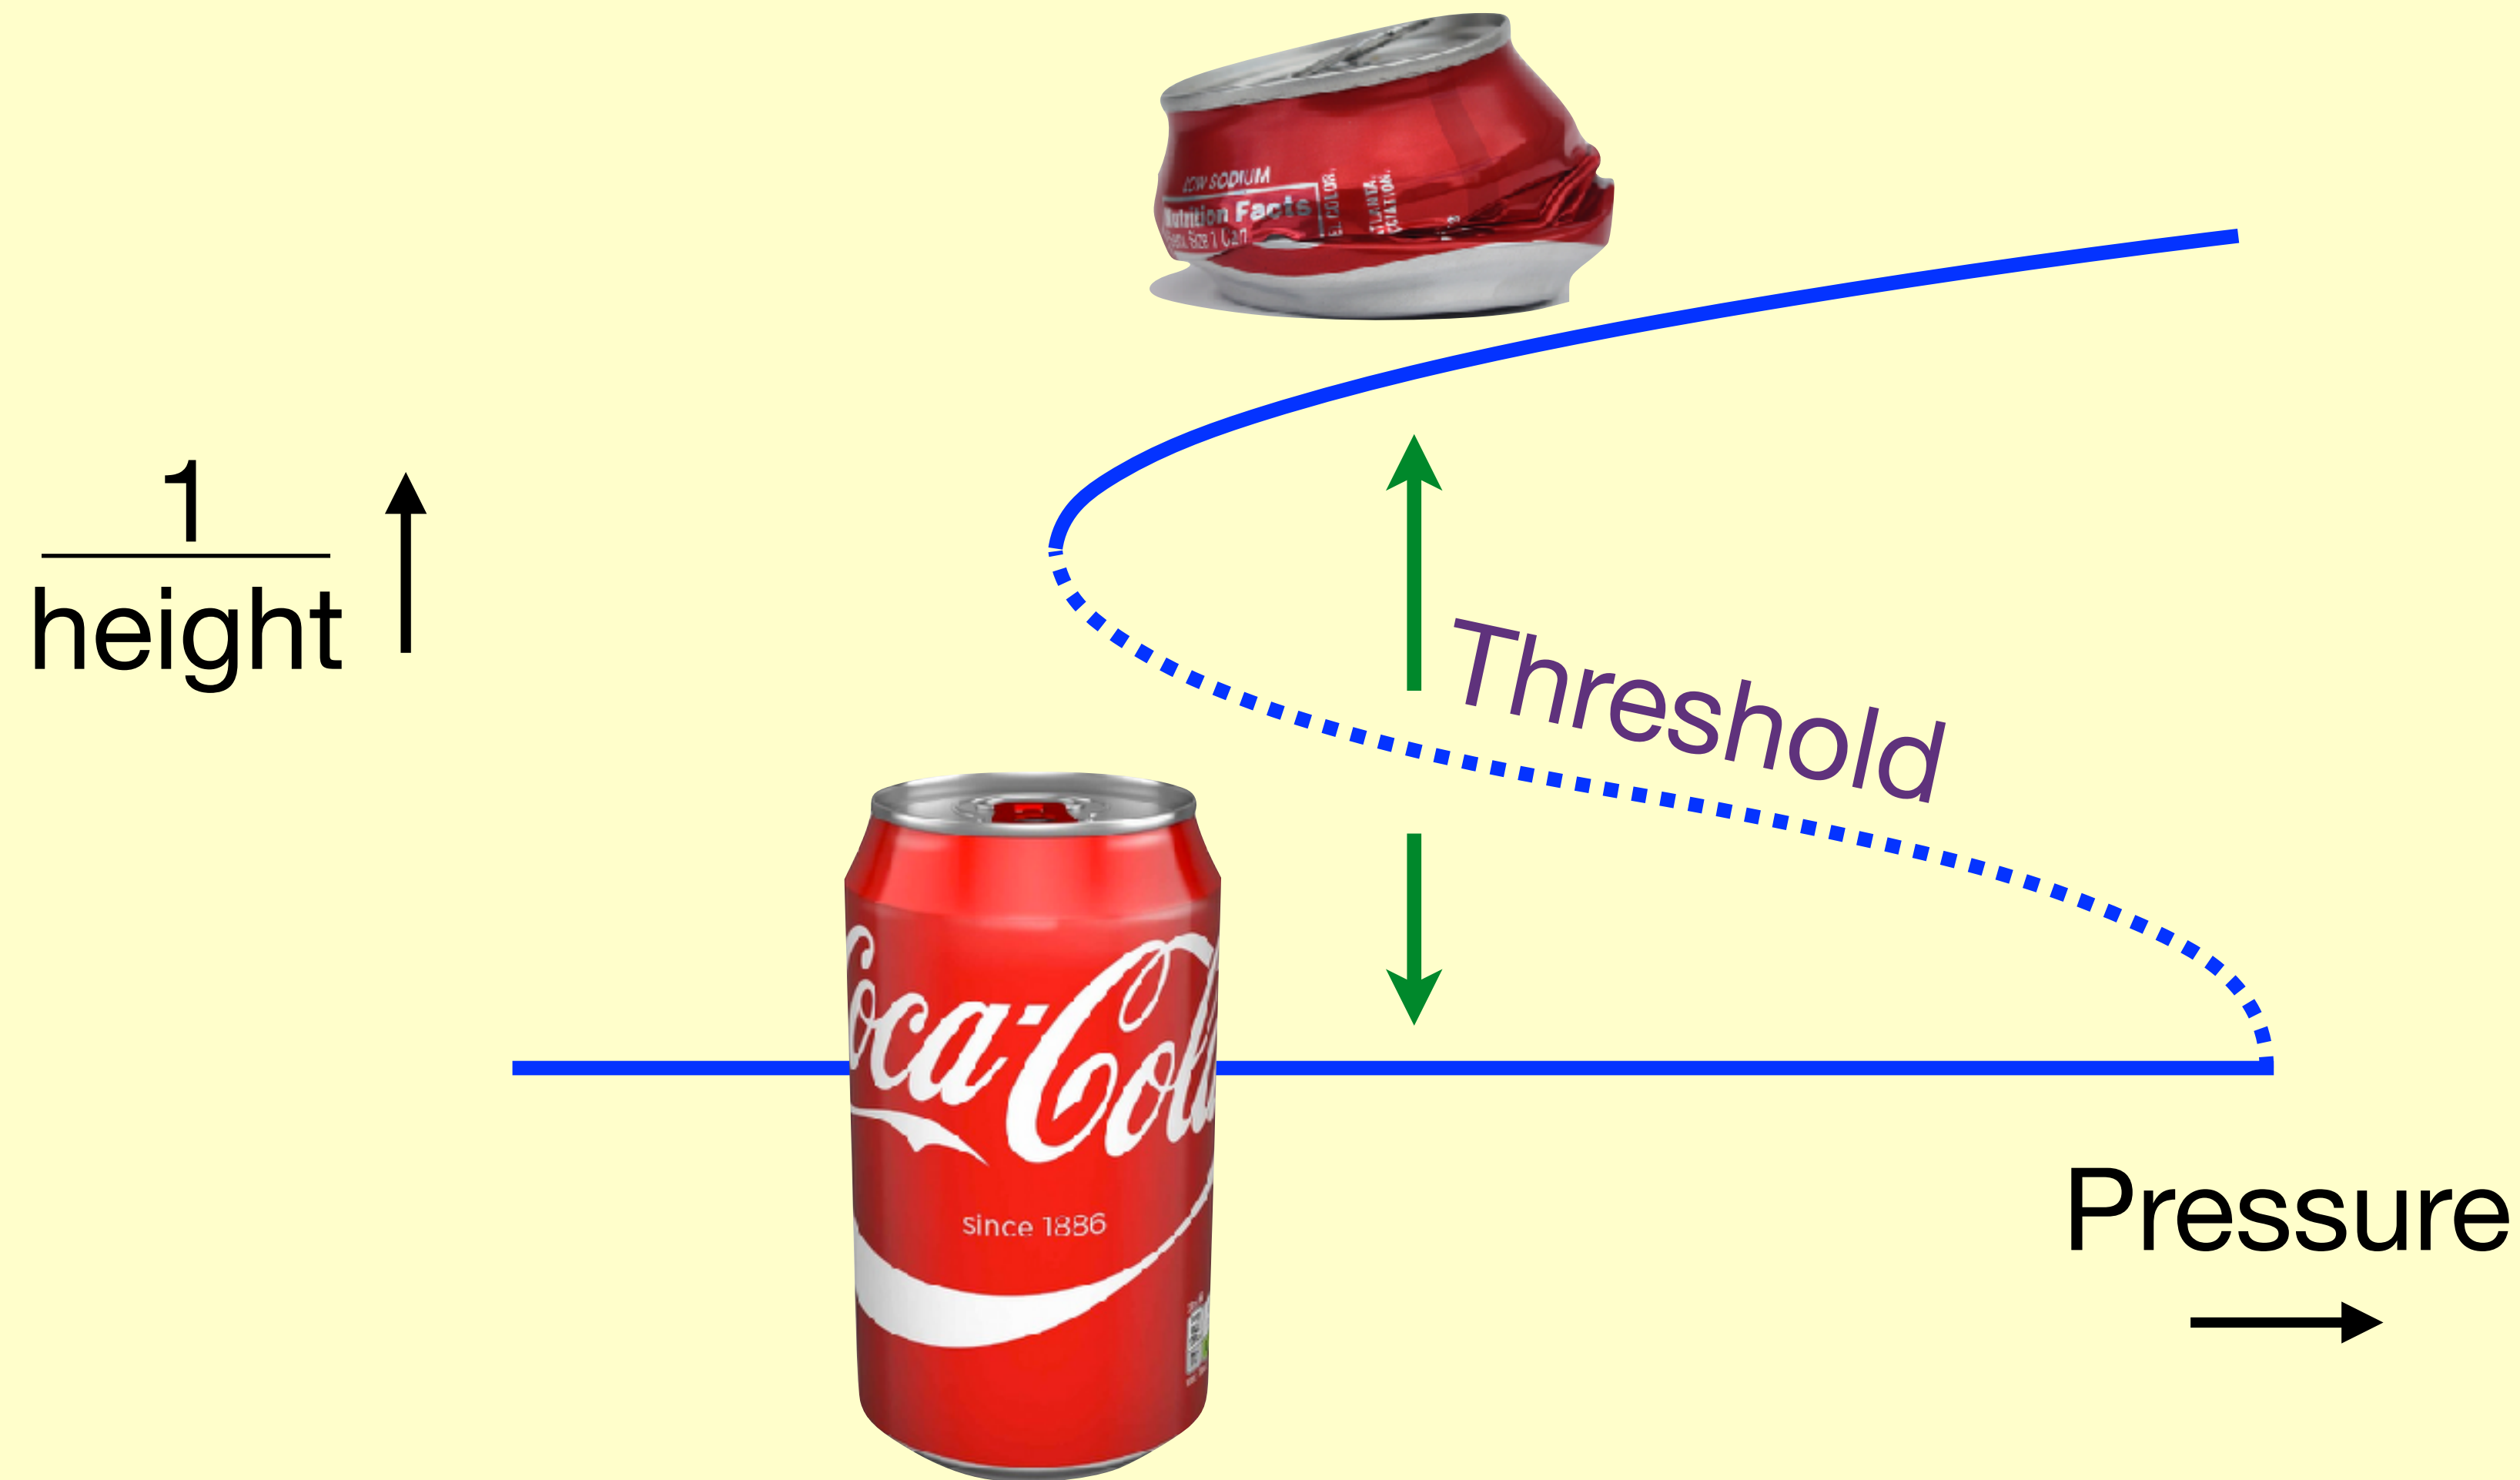 LOW SODIUM
Nutrition Facts
1
height
Threshold
Coca-Cola
since 1886
Pressure